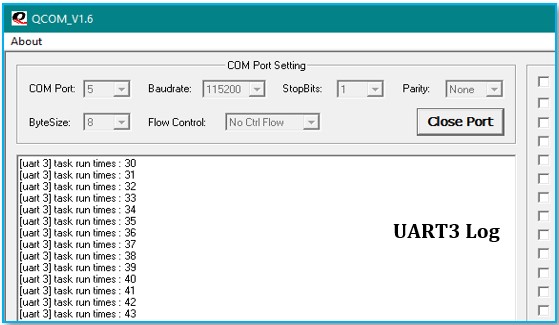 QCOM_V1.6
About
COM Port Setting
COM Port: 5 Baudrate: 115200 StopBits: 1 Parity: None
ByteSize: 8 Flow Control: No Ctrl Flow Close Port
[uart 3] task run times : 30
[uart 3] task run times : 31
[uart 3] task run times : 32
[uart 3] task run times : 33
[uart 3] task run times : 34
[uart 3] task run times : 35
[uart 3] task run times : 36
[uart 3] task run times : 37
[uart 3] task run times : 38
[uart 3] task run times : 39
[uart 3] task run times : 40
[uart 3] task run times : 41
[uart 3] task run times : 42
[uart 3] task run times : 43
UART3 Log